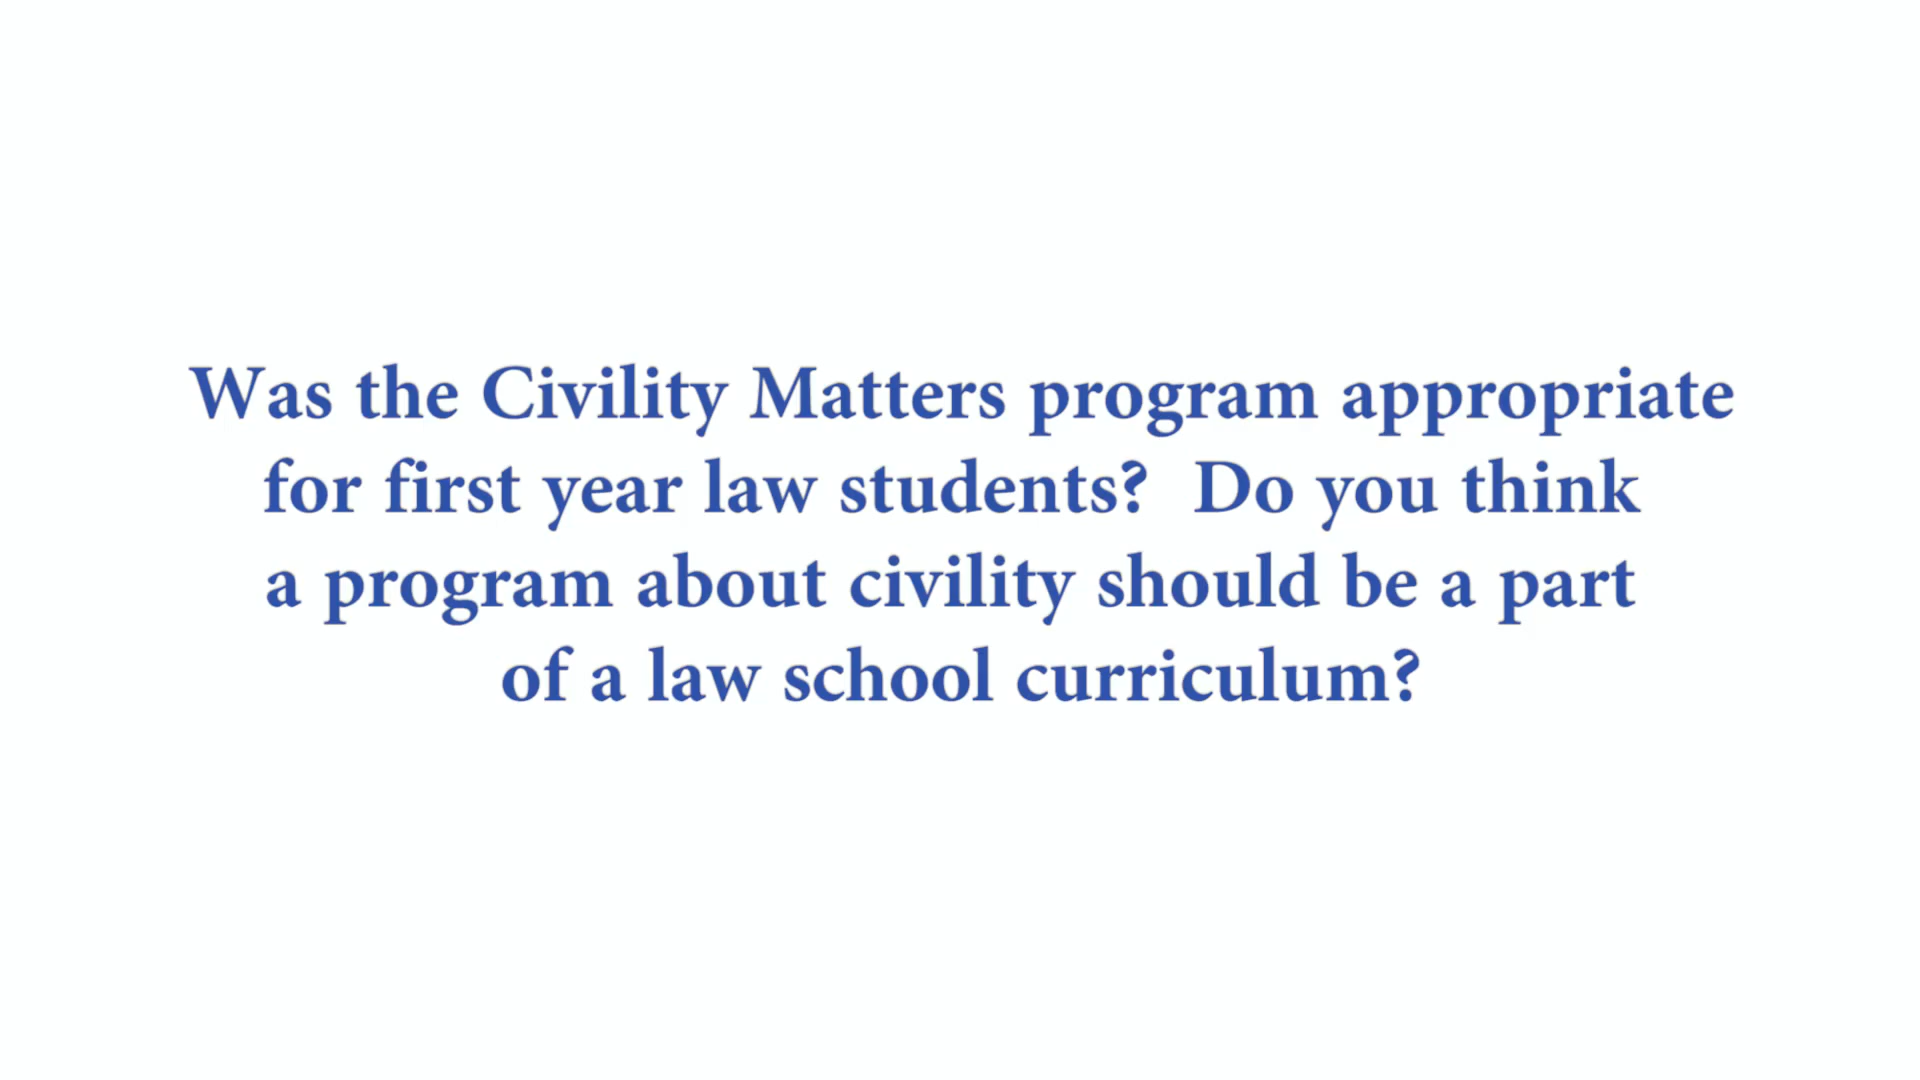 Was the Civility Matters program appropriate
for first year law students?  Do you think
a program about civility should be a part
of a law school curriculum?